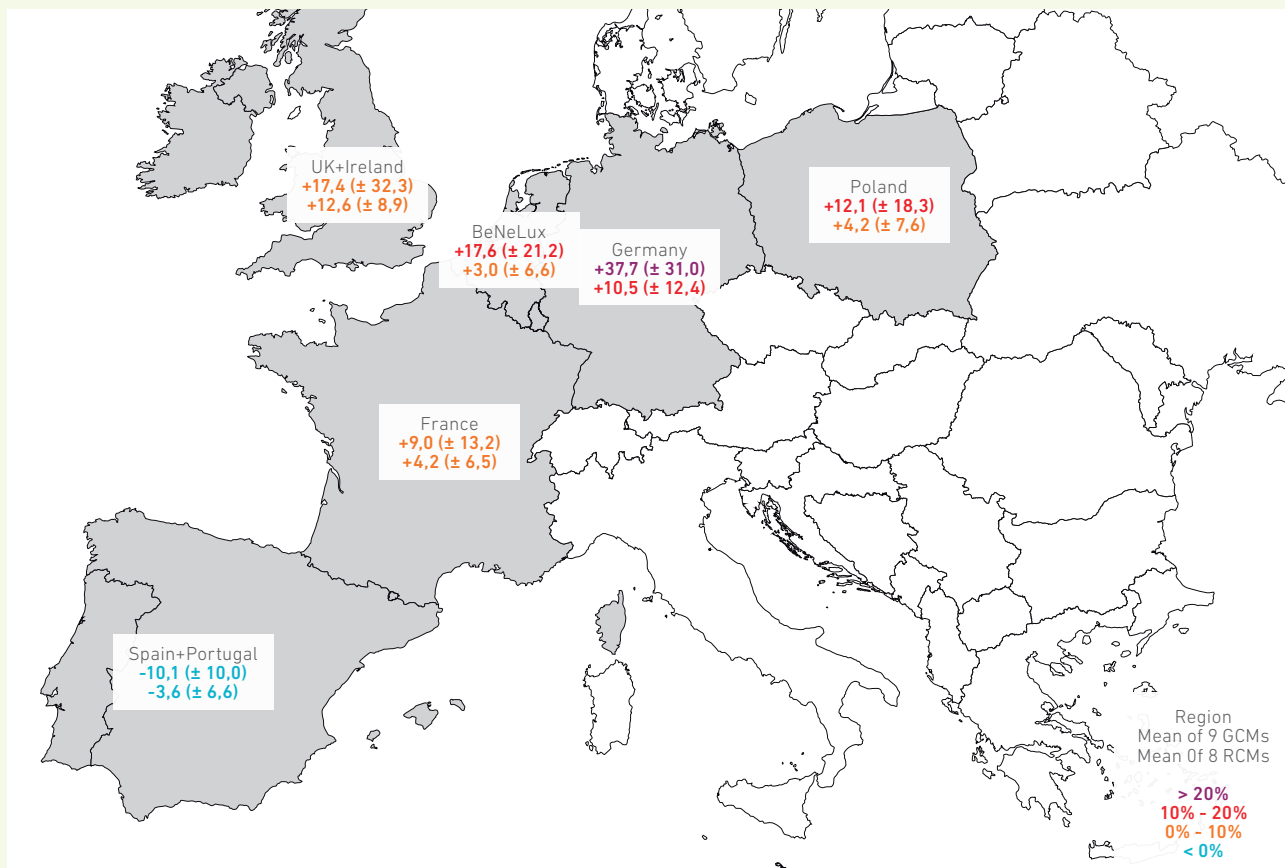 UK+Ireland
+17,4 (± 32,3)
+12,6 (± 8,9)
BeNeLux
+17,6 (± 21,2)
+3,0 (± 6,6)
Germany
+37,7 (± 31,0)
+10,5 (± 12,4)
Poland
+12,1 (± 18,3)
+4,2 (± 7,6)
France
+9,0 (± 13,2)
+4,2 (± 6,5)
Spain+Portugal
-10,1 (± 10,0)
-3,6 (± 6,6)
Region
Mean of 9 GCMs
Mean 0f 8 RCMs
> 20%
10% - 20%
0% - 10%
< 0%